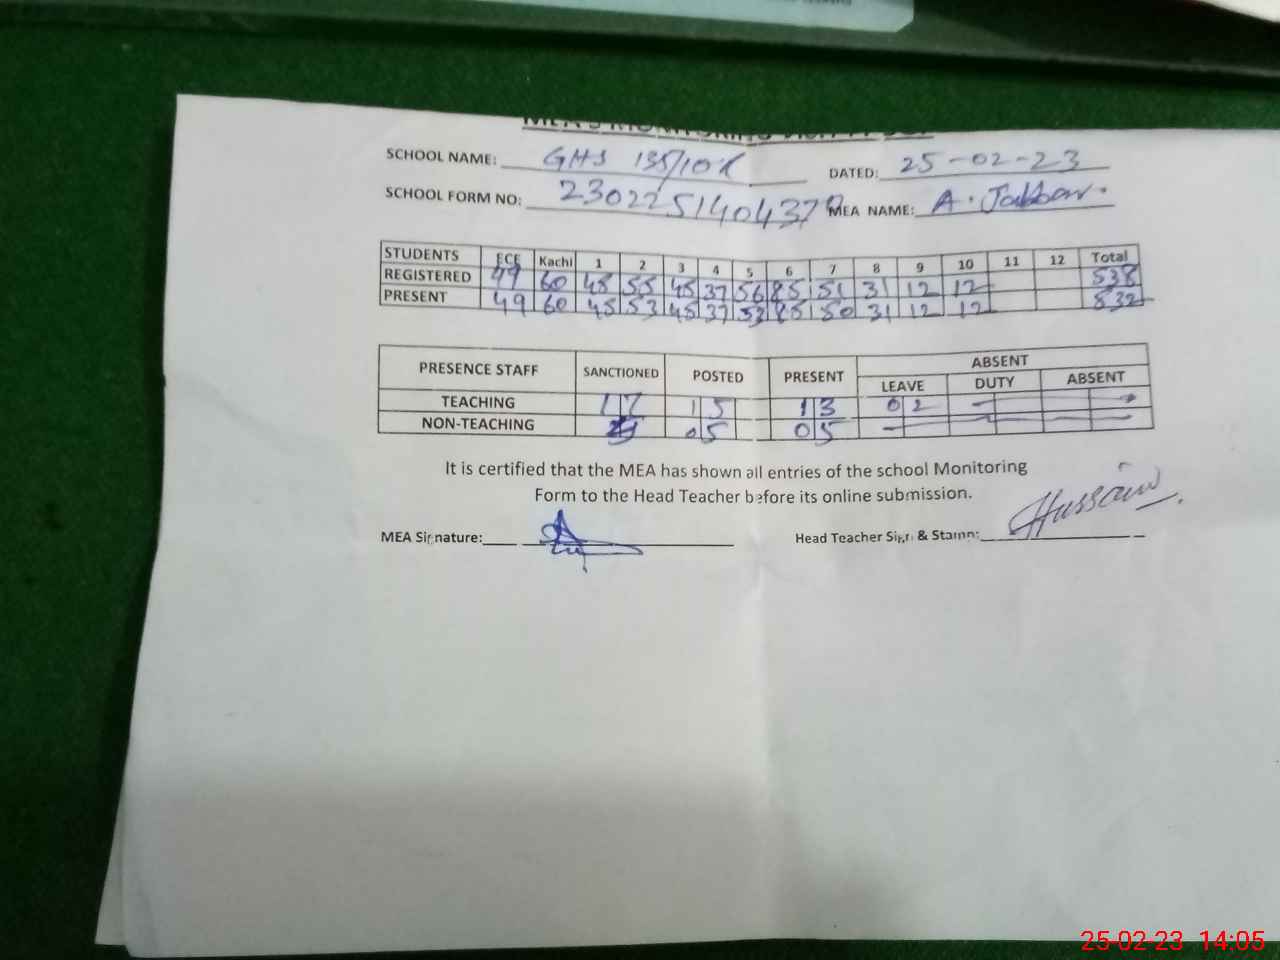 SCHOOL NAME: GHS 135/10R DATED: 25-02-23
SCHOOL FORM NO: 230225140437 MEA NAME: A. Jabbar.
STUDENTS ECE Kachi 1 2 3 4 5 6 7 8 9 10 11 12 Total
REGISTERED 49 60 45 55 45 37 56 85 51 31 12 12 538
PRESENT 49 60 45 53 45 37 53 85 50 31 12 12 532
PRESENCE STAFF SANCTIONED POSTED PRESENT ABSENT
LEAVE DUTY ABSENT
TEACHING 17 15 13 02 -
NON-TEACHING 05 05 -
It is certified that the MEA has shown all entries of the school Monitoring
Form to the Head Teacher before its online submission.
MEA Signature: Head Teacher Sign & Stamp: Hussain
25-02-23 14:05